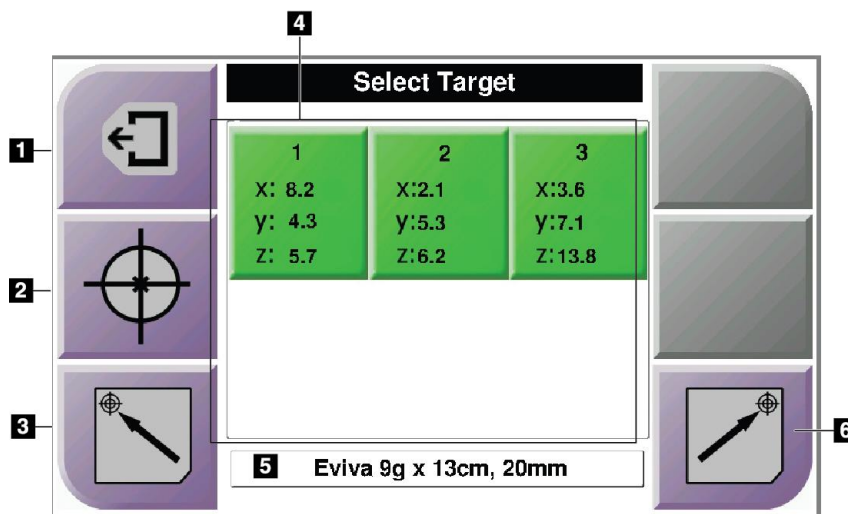 4
Select Target
1
1 2 3
x: 8.2 x:2.1 x:3.6
y: 4.3 y:5.3 y:7.1
z: 5.7 z:6.2 z:13.8
2
3
6
5 Eviva 9g x 13cm, 20mm